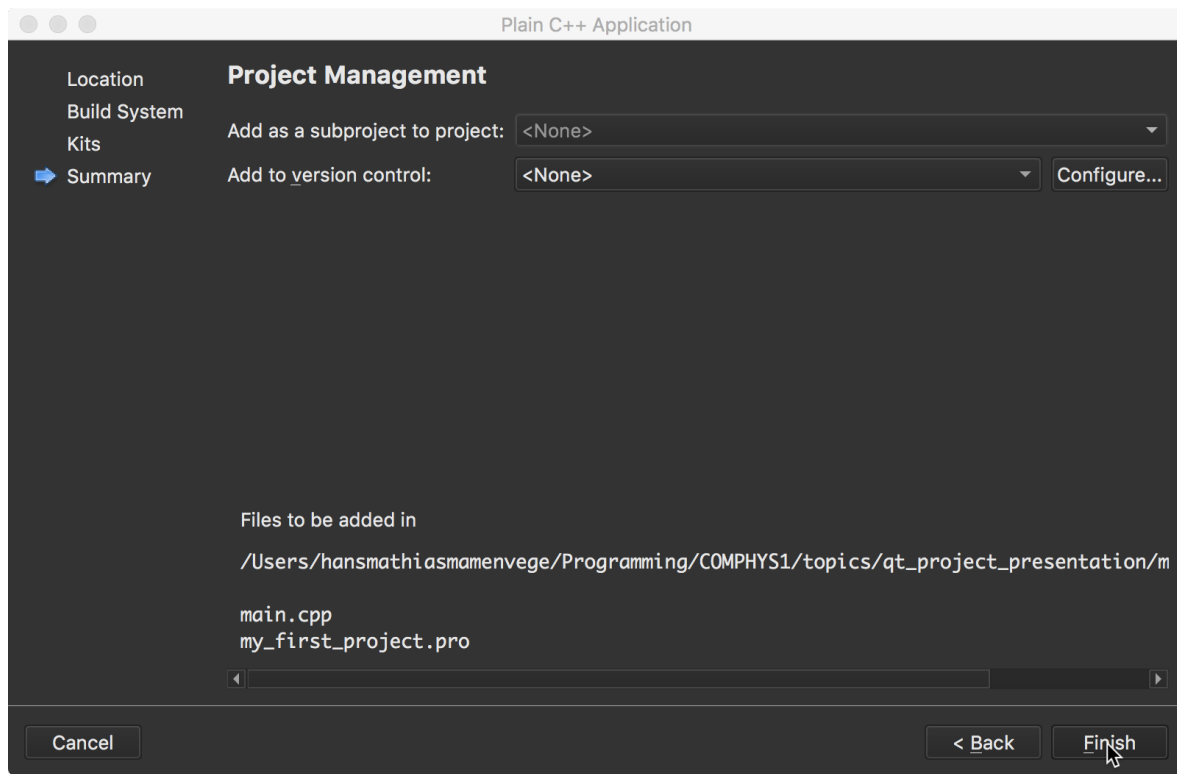 Plain C++ Application
Location
Build System
Kits
Summary
Project Management
Add as a subproject to project: <None>
Add to version control: <None> Configure...
Files to be added in
/Users/hansmathiasmamenvege/Programming/COMPHYS1/topics/qt_project_presentation/m
main.cpp
my_first_project.pro
Cancel < Back Finish